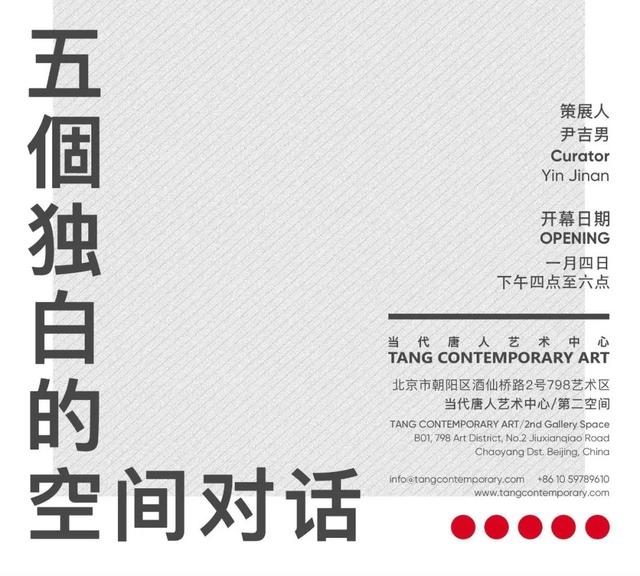 五個独白的
空间对话
策展人
尹吉男
Curator
Yin Jinan
开幕日期
OPENING
一月四日
下午四点至六点
当代唐人艺术中心
TANG CONTEMPORARY ART
北京市朝阳区酒仙桥路2号798艺术区
当代唐人艺术中心/第二空间
TANG CONTEMPORARY ART/2nd Gallery Space
B01, 798 Art District, No.2 Jiuxianqiao Road
Chaoyang Dst. Beijing, China
info@tangcontemporary.com +86 10 59789610
www.tangcontemporary.com